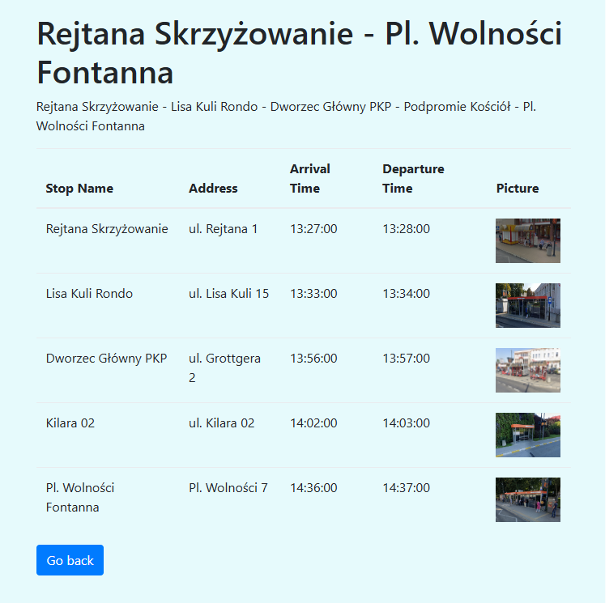 Rejtana Skrzyżowanie - Pl. Wolności
Fontanna
Rejtana Skrzyżowanie - Lisa Kuli Rondo - Dworzec Główny PKP - Podpromie Kościół - Pl.
Wolności Fontanna
Stop Name Address Arrival Time Departure Time Picture
Rejtana Skrzyżowanie ul. Rejtana 1 13:27:00 13:28:00
Lisa Kuli Rondo ul. Lisa Kuli 15 13:33:00 13:34:00
Dworzec Główny PKP ul. Grottgera 2 13:56:00 13:57:00
Kilara 02 ul. Kilara 02 14:02:00 14:03:00
Pl. Wolności Fontanna Pl. Wolności 7 14:36:00 14:37:00
Go back